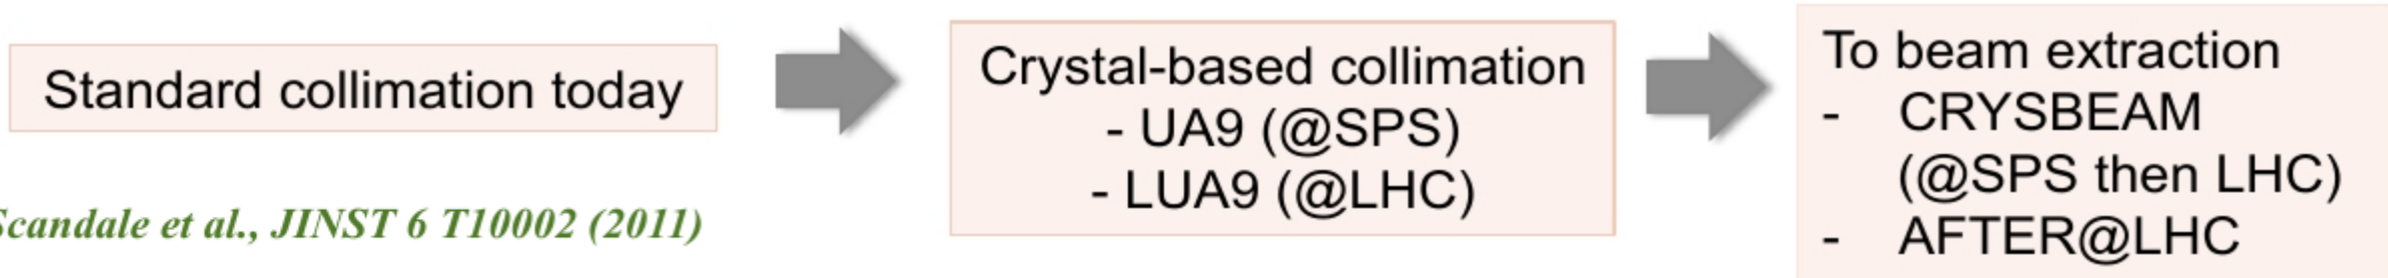 Standard collimation today
Scandale et al., JINST 6 T10002 (2011)
Crystal-based collimation
- UA9 (@SPS)
- LUA9 (@LHC)
To beam extraction
- CRYSBEAM
(@SPS then LHC)
- AFTER@LHC